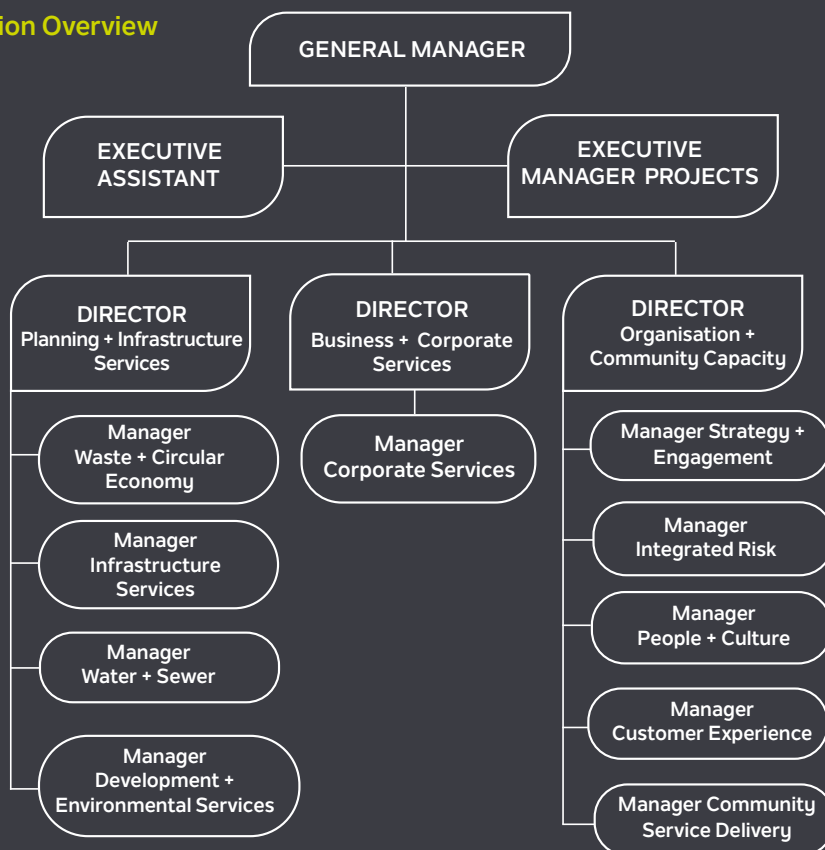 ion Overview
GENERAL MANAGER
EXECUTIVE
ASSISTANT
EXECUTIVE
MANAGER PROJECTS
DIRECTOR
Planning + Infrastructure
Services
DIRECTOR
Business + Corporate
Services
DIRECTOR
Organisation +
Community Capacity
Manager
Waste + Circular
Economy
Manager
Infrastructure
Services
Manager
Water + Sewer
Manager
Development +
Environmental Services
Manager
Corporate Services
Manager Strategy +
Engagement
Manager
Integrated Risk
Manager
People + Culture
Manager
Customer Experience
Manager Community
Service Delivery